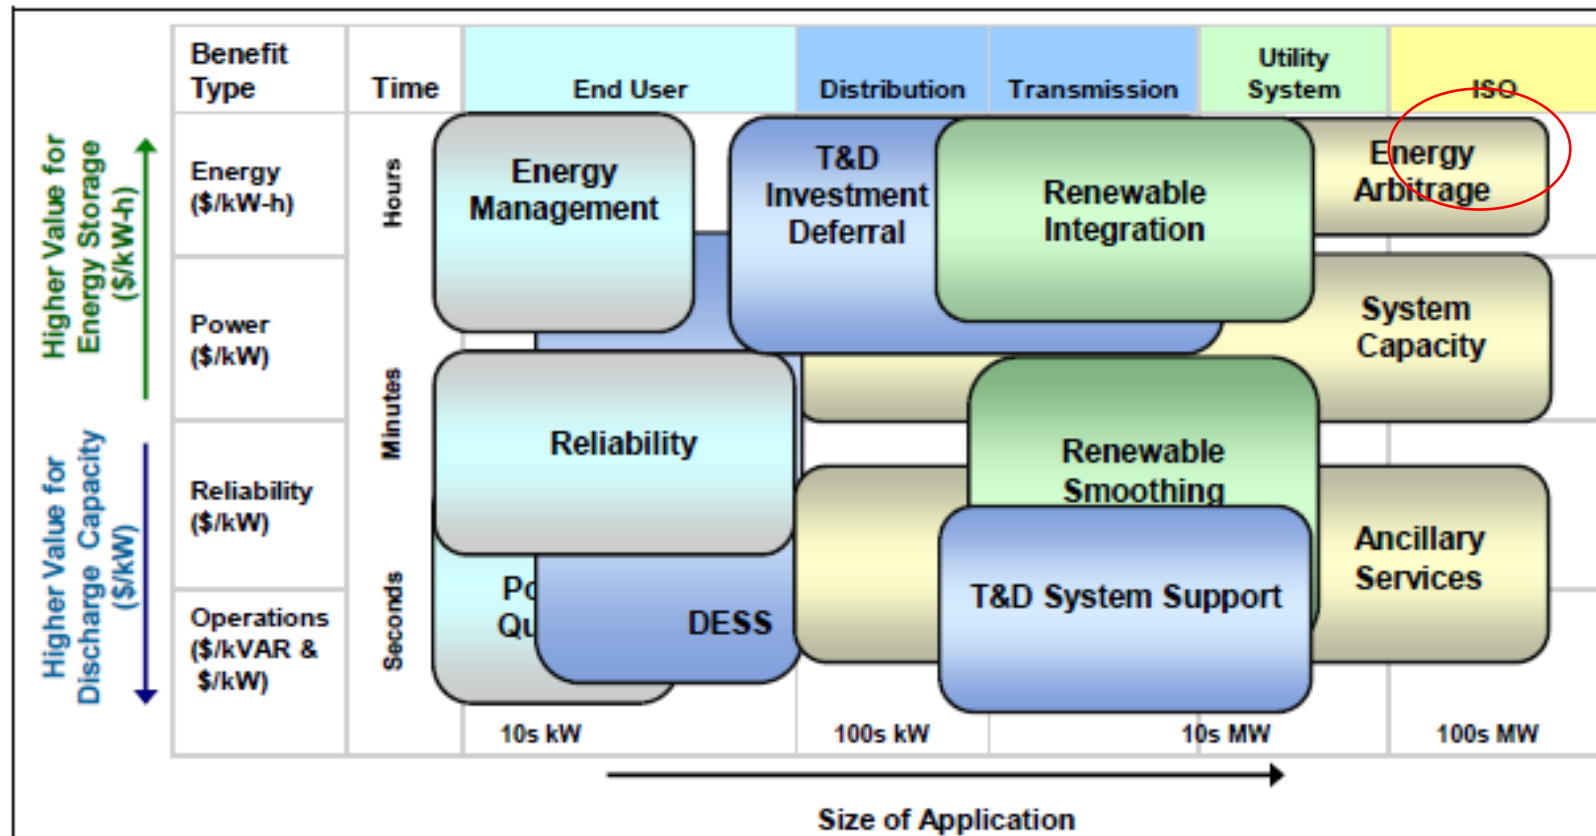 Benefit
Type
Time
End User
Distribution
Transmission
Utility
System
ISO
Higher Value for
Energy Storage
($/kW-h)
Higher Value for
Discharge Capacity
($/kW)
Energy
($/kW-h)
Power
($/kW)
Reliability
($/kW)
Operations
($/kVAR &
$/kW)
Hours
Minutes
Seconds
Energy
Management
T&D
Investment
Deferral
Renewable
Integration
Energy
Arbitrage
System
Capacity
Reliability
Renewable
Smoothing
Ancillary
Services
T&D System Support
DESS
10s kW
100s kW
10s MW
100s MW
Size of Application